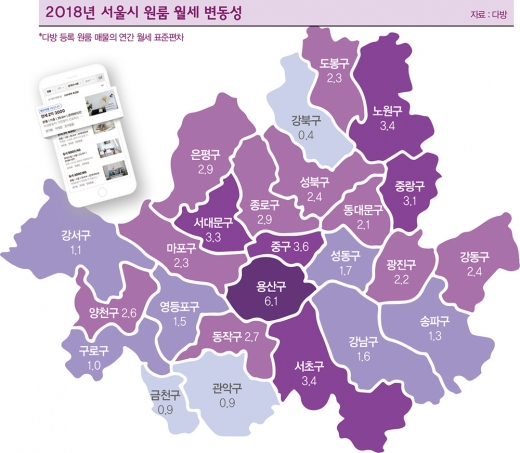 2018년 서울시 원룸 월세 변동성
자료 : 다방
*다방 등록 원룸 매물의 연간 월세 표준편차
도봉구
2.3
강북구
0.4
노원구
3.4
은평구
2.9
성북구
2.4
중랑구
3.1
종로구
2.9
동대문구
2.1
서대문구
3.3
강서구
1.1
마포구
2.3
중구 3.6
성동구
1.7
광진구
2.2
강동구
2.4
용산구
6.1
양천구 2.6
영등포구
1.5
송파구
1.3
동작구 2.7
강남구
1.6
구로구
1.0
서초구
3.4
금천구
0.9
관악구
0.9